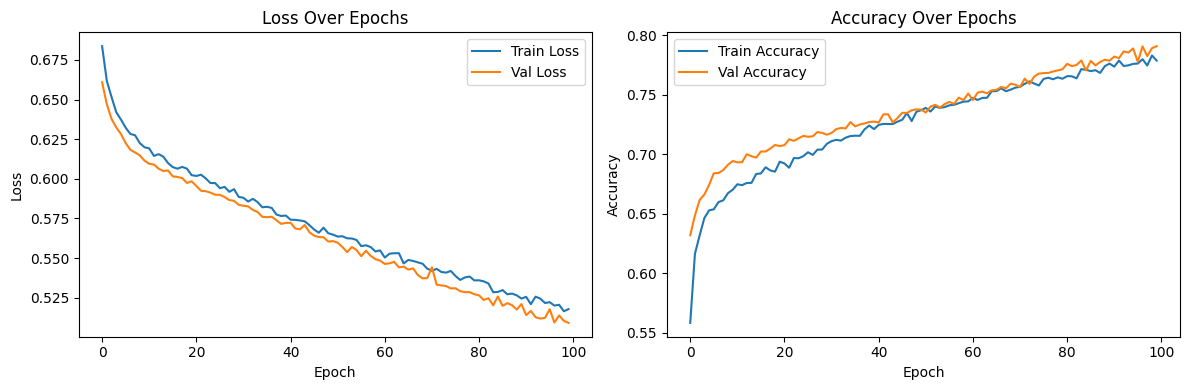 Loss Over Epochs
Train Loss
Val Loss
0.675
0.650
0.625
0.600
0.575
0.550
0.525
Loss
0 20 40 60 80 100
Epoch
Accuracy Over Epochs
Train Accuracy
Val Accuracy
0.80
0.75
0.70
0.65
0.60
0.55
Accuracy
0 20 40 60 80 100
Epoch